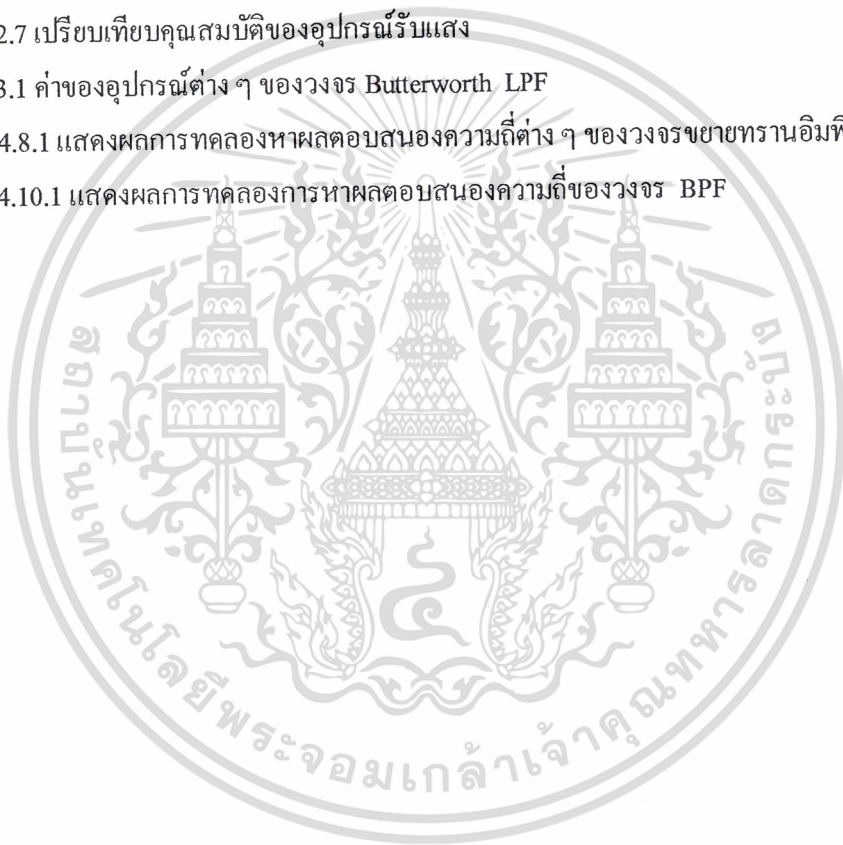 2.7 เปรียบเทียบคุณสมบัติของอุปกรณ์รับแสง
3.1 ค่าของอุปกรณ์ต่าง ๆ ของวงจร Butterworth LPF
4.8.1 แสดงผลการทดลองหาผลตอบสนองความถี่ต่าง ๆ ของวงจรขยายทรานอิมพี
4.10.1 แสดงผลการทดลองการหาผลตอบสนองความถี่ของวงจร BPF
สถาบันเทคโนโลยีพระจอมเกล้าเจ้าคุณทหารลาดกระบัง